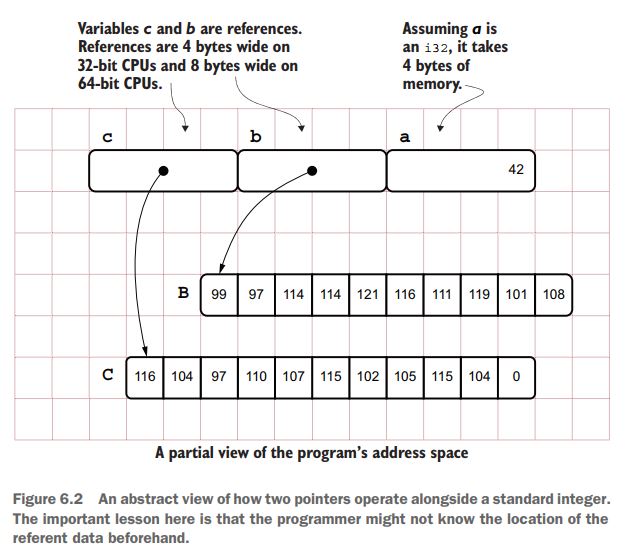 Variables c and b are references.
References are 4 bytes wide on
32-bit CPUs and 8 bytes wide on
64-bit CPUs.
Assuming a is
an i32, it takes
4 bytes of
memory.
c b a
42
B 99 97 114 114 121 116 111 119 101 108
C 116 104 97 110 107 115 102 105 115 104 0
A partial view of the program's address space
Figure 6.2 An abstract view of how two pointers operate alongside a standard integer.
The important lesson here is that the programmer might not know the location of the
referent data beforehand.